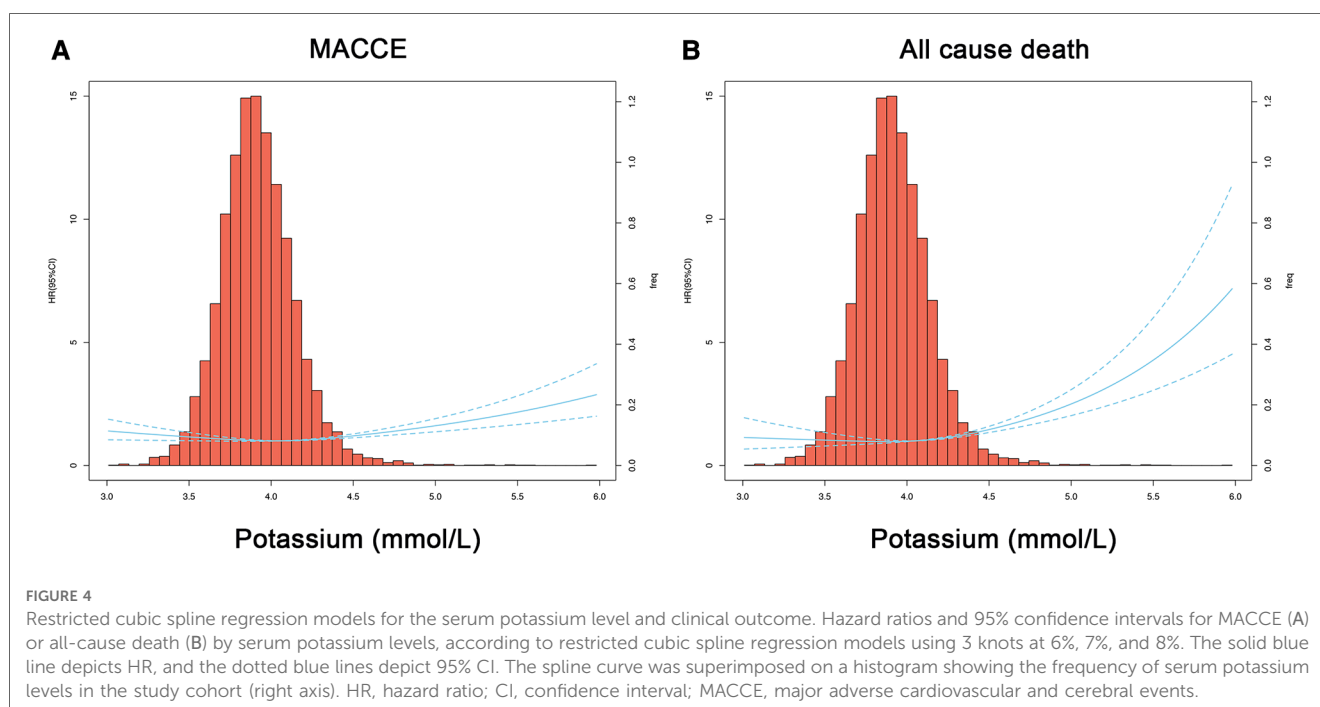 A
MACCE
15
10
5
0
HR(95%CI)
1.2
1.0
0.8
0.6
0.4
0.2
0.0
freq
3.0 3.5 4.0 4.5 5.0 5.5 6.0
Potassium (mmol/L)
B
All cause death
15
10
5
0
HR(95%CI)
1.2
1.0
0.8
0.6
0.4
0.2
0.0
freq
3.0 3.5 4.0 4.5 5.0 5.5 6.0
Potassium (mmol/L)
FIGURE 4
Restricted cubic spline regression models for the serum potassium level and clinical outcome. Hazard ratios and 95% confidence intervals for MACCE (A)
or all-cause death (B) by serum potassium levels, according to restricted cubic spline regression models using 3 knots at 6%, 7%, and 8%. The solid blue
line depicts HR, and the dotted blue lines depict 95% CI. The spline curve was superimposed on a histogram showing the frequency of serum potassium
levels in the study cohort (right axis). HR, hazard ratio; CI, confidence interval; MACCE, major adverse cardiovascular and cerebral events.